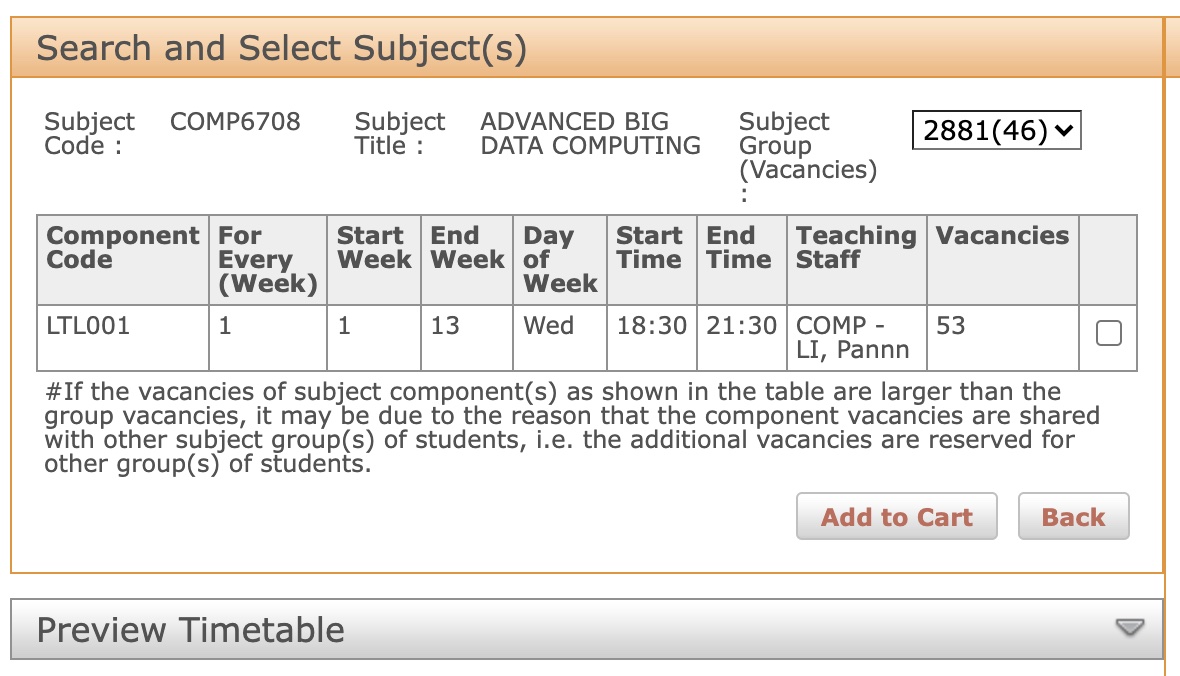 Search and Select Subject(s)
Subject Code : COMP6708 Subject Title : ADVANCED BIG DATA COMPUTING Subject Group (Vacancies) : 2881(46)
Component Code For Every (Week) Start Week End Week Day of Week Start Time End Time Teaching Staff Vacancies
LTL001 1 1 13 Wed 18:30 21:30 COMP - LI, Pannn 53
#If the vacancies of subject component(s) as shown in the table are larger than the
group vacancies, it may be due to the reason that the component vacancies are shared
with other subject group(s) of students, i.e. the additional vacancies are reserved for
other group(s) of students.
Add to Cart Back
Preview Timetable